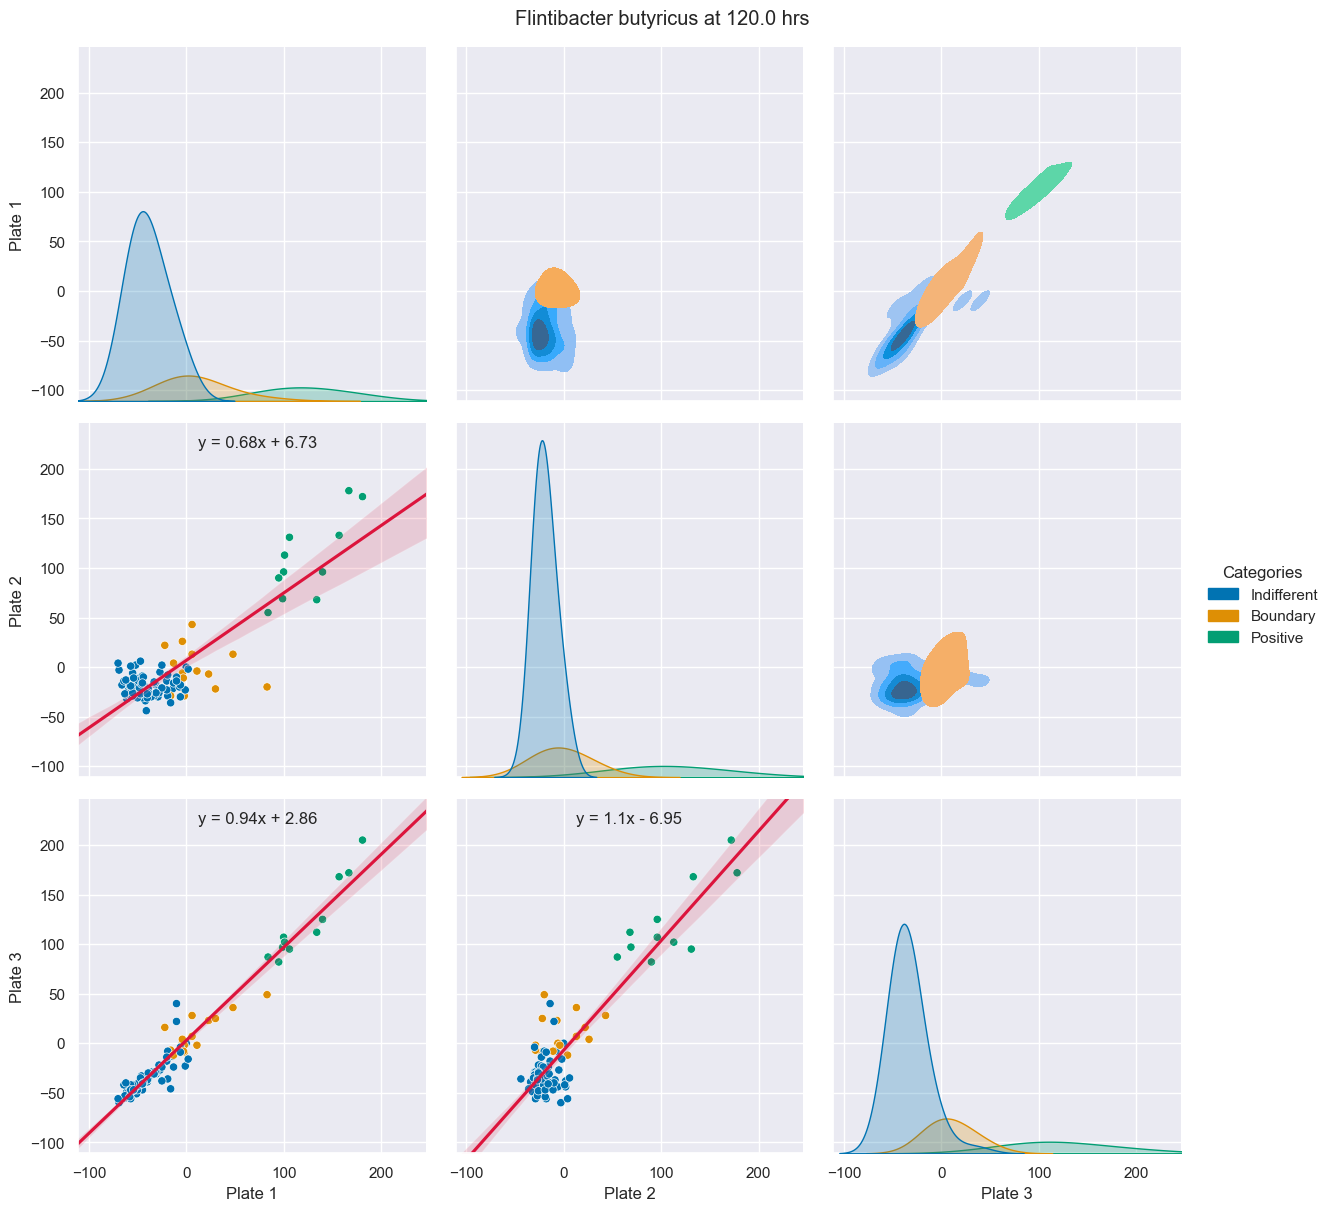 Flintibacter butyricus at 120.0 hrs
Plate 1
200
150
100
50
0
−50
−100
−100 0 100 200
−100 0 100 200
−100 0 100 200
Plate 2
200
150
100
50
0
−50
−100
y = 0.68x + 6.73
Categories
Indifferent
Boundary
Positive
Plate 3
200
150
100
50
0
−50
−100
y = 0.94x + 2.86
y = 1.1x - 6.95
Plate 1
Plate 2
Plate 3